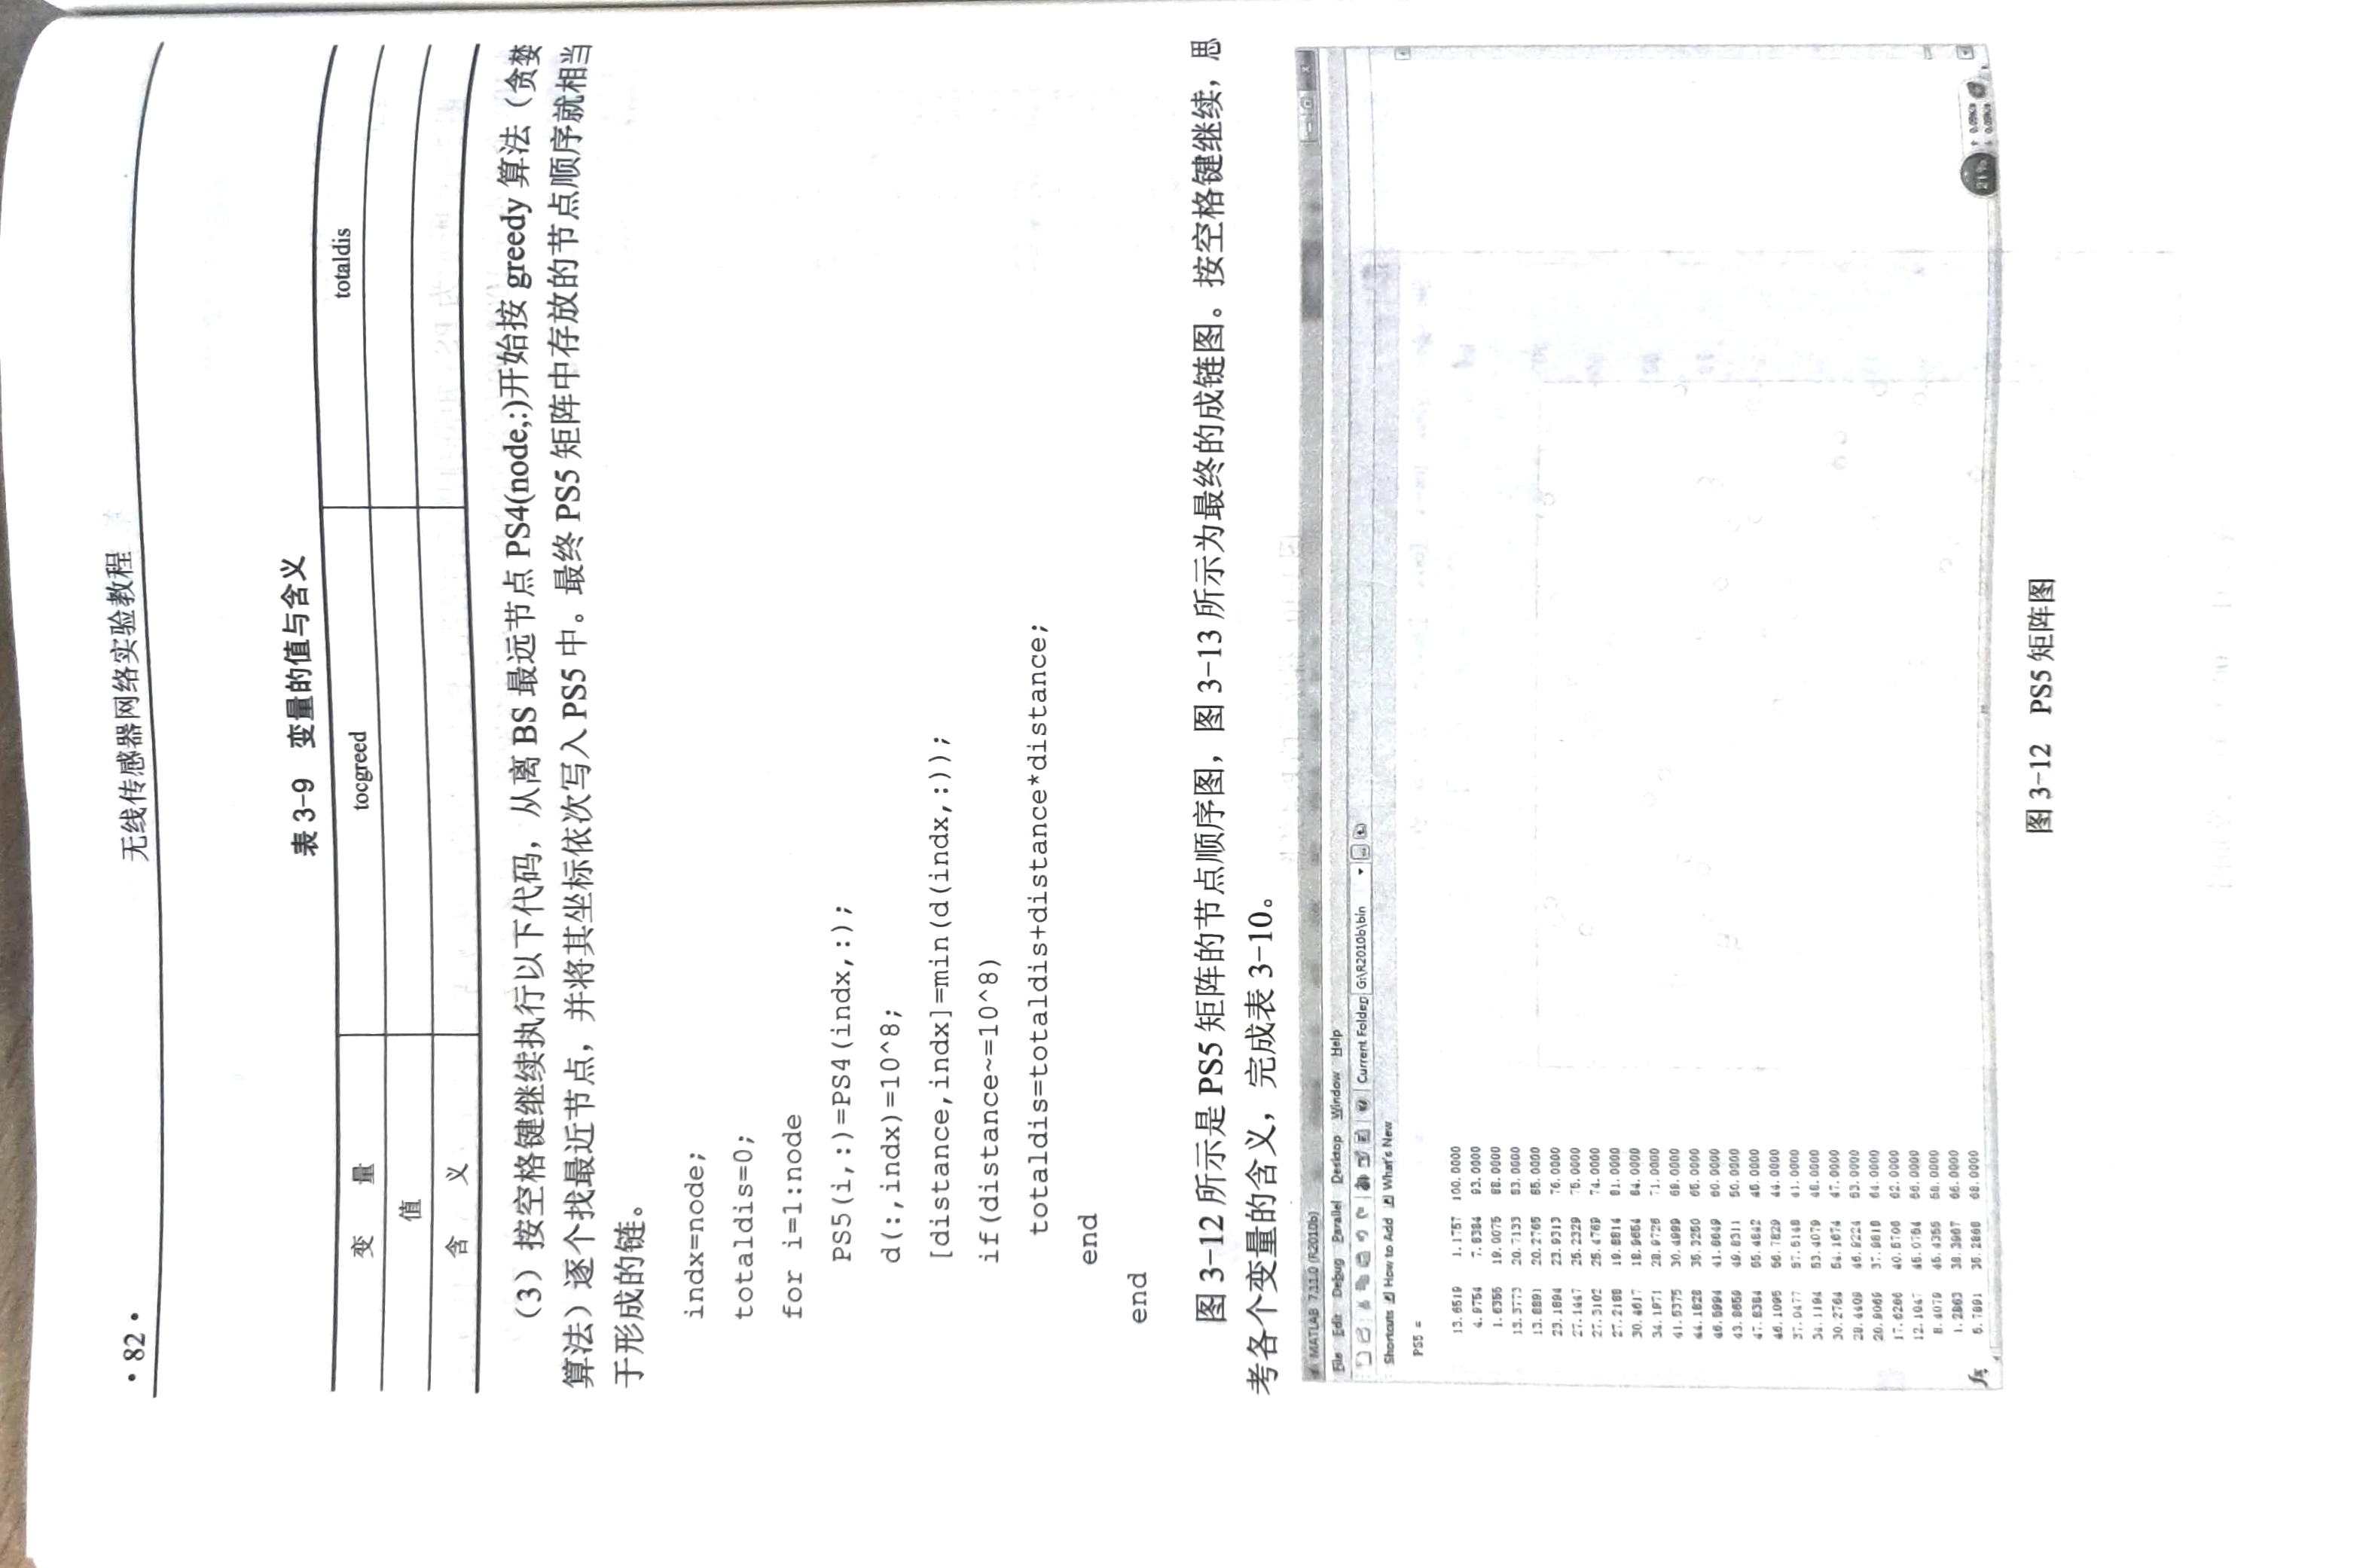 • 82 •
无线传感器网络实验教程
表 3-9 变量的值与含义
变 量 tocgreed totaldis
值
含 义
（3）按空格键继续执行以下代码，从离 BS 最远节点 PS4(node,:)开始按 greedy 算法（贪婪
算法）逐个找最近节点，并将其坐标依次写入 PS5 中。最终 PS5 矩阵中存放的节点顺序就相当
于形成的链。
indx=node;
totaldis=0;
for i=1:node
PS5(i,:)=PS4(indx,:);
d(:,indx)=10^8;
[distance,indx]=min(d(indx,:));
if(distance~=10^8)
totaldis=totaldis+distance*distance;
end
end
图 3-12 所示是 PS5 矩阵的节点顺序图，图 3-13 所示为最终的成链图。按空格键继续，思
考各个变量的含义，完成表 3-10。
MATLAB 7.11.0 (R2010b)
File Edit Debug Parallel Desktop Window Help
Current Folder: G:\R2010b\bin
Shortcuts How to Add What's New
PS5 =
13.6519 1.1757 100.0000
4.9754 7.8384 93.0000
1.6355 19.0075 88.0000
13.3773 20.7133 83.0000
13.8891 20.2765 85.0000
23.1894 23.9313 76.0000
27.1447 25.2329 75.0000
27.3102 25.4769 74.0000
27.2188 19.8814 81.0000
30.4617 18.9654 84.0000
34.1971 28.9726 71.0000
41.5375 30.4999 69.0000
44.1828 35.3250 65.0000
46.5994 41.8649 60.0000
43.8659 49.8311 50.0000
47.8384 55.4842 45.0000
46.1095 56.7829 44.0000
37.0477 57.5148 41.0000
34.1194 53.4079 48.0000
30.2764 54.1674 47.0000
28.4409 46.9224 53.0000
20.9069 37.9818 64.0000
17.6266 40.5706 62.0000
12.1047 45.0754 56.0000
8.4079 45.4355 55.0000
1.2863 38.3967 66.0000
5.7891 35.2866 68.0000
图 3-12 PS5 矩阵图